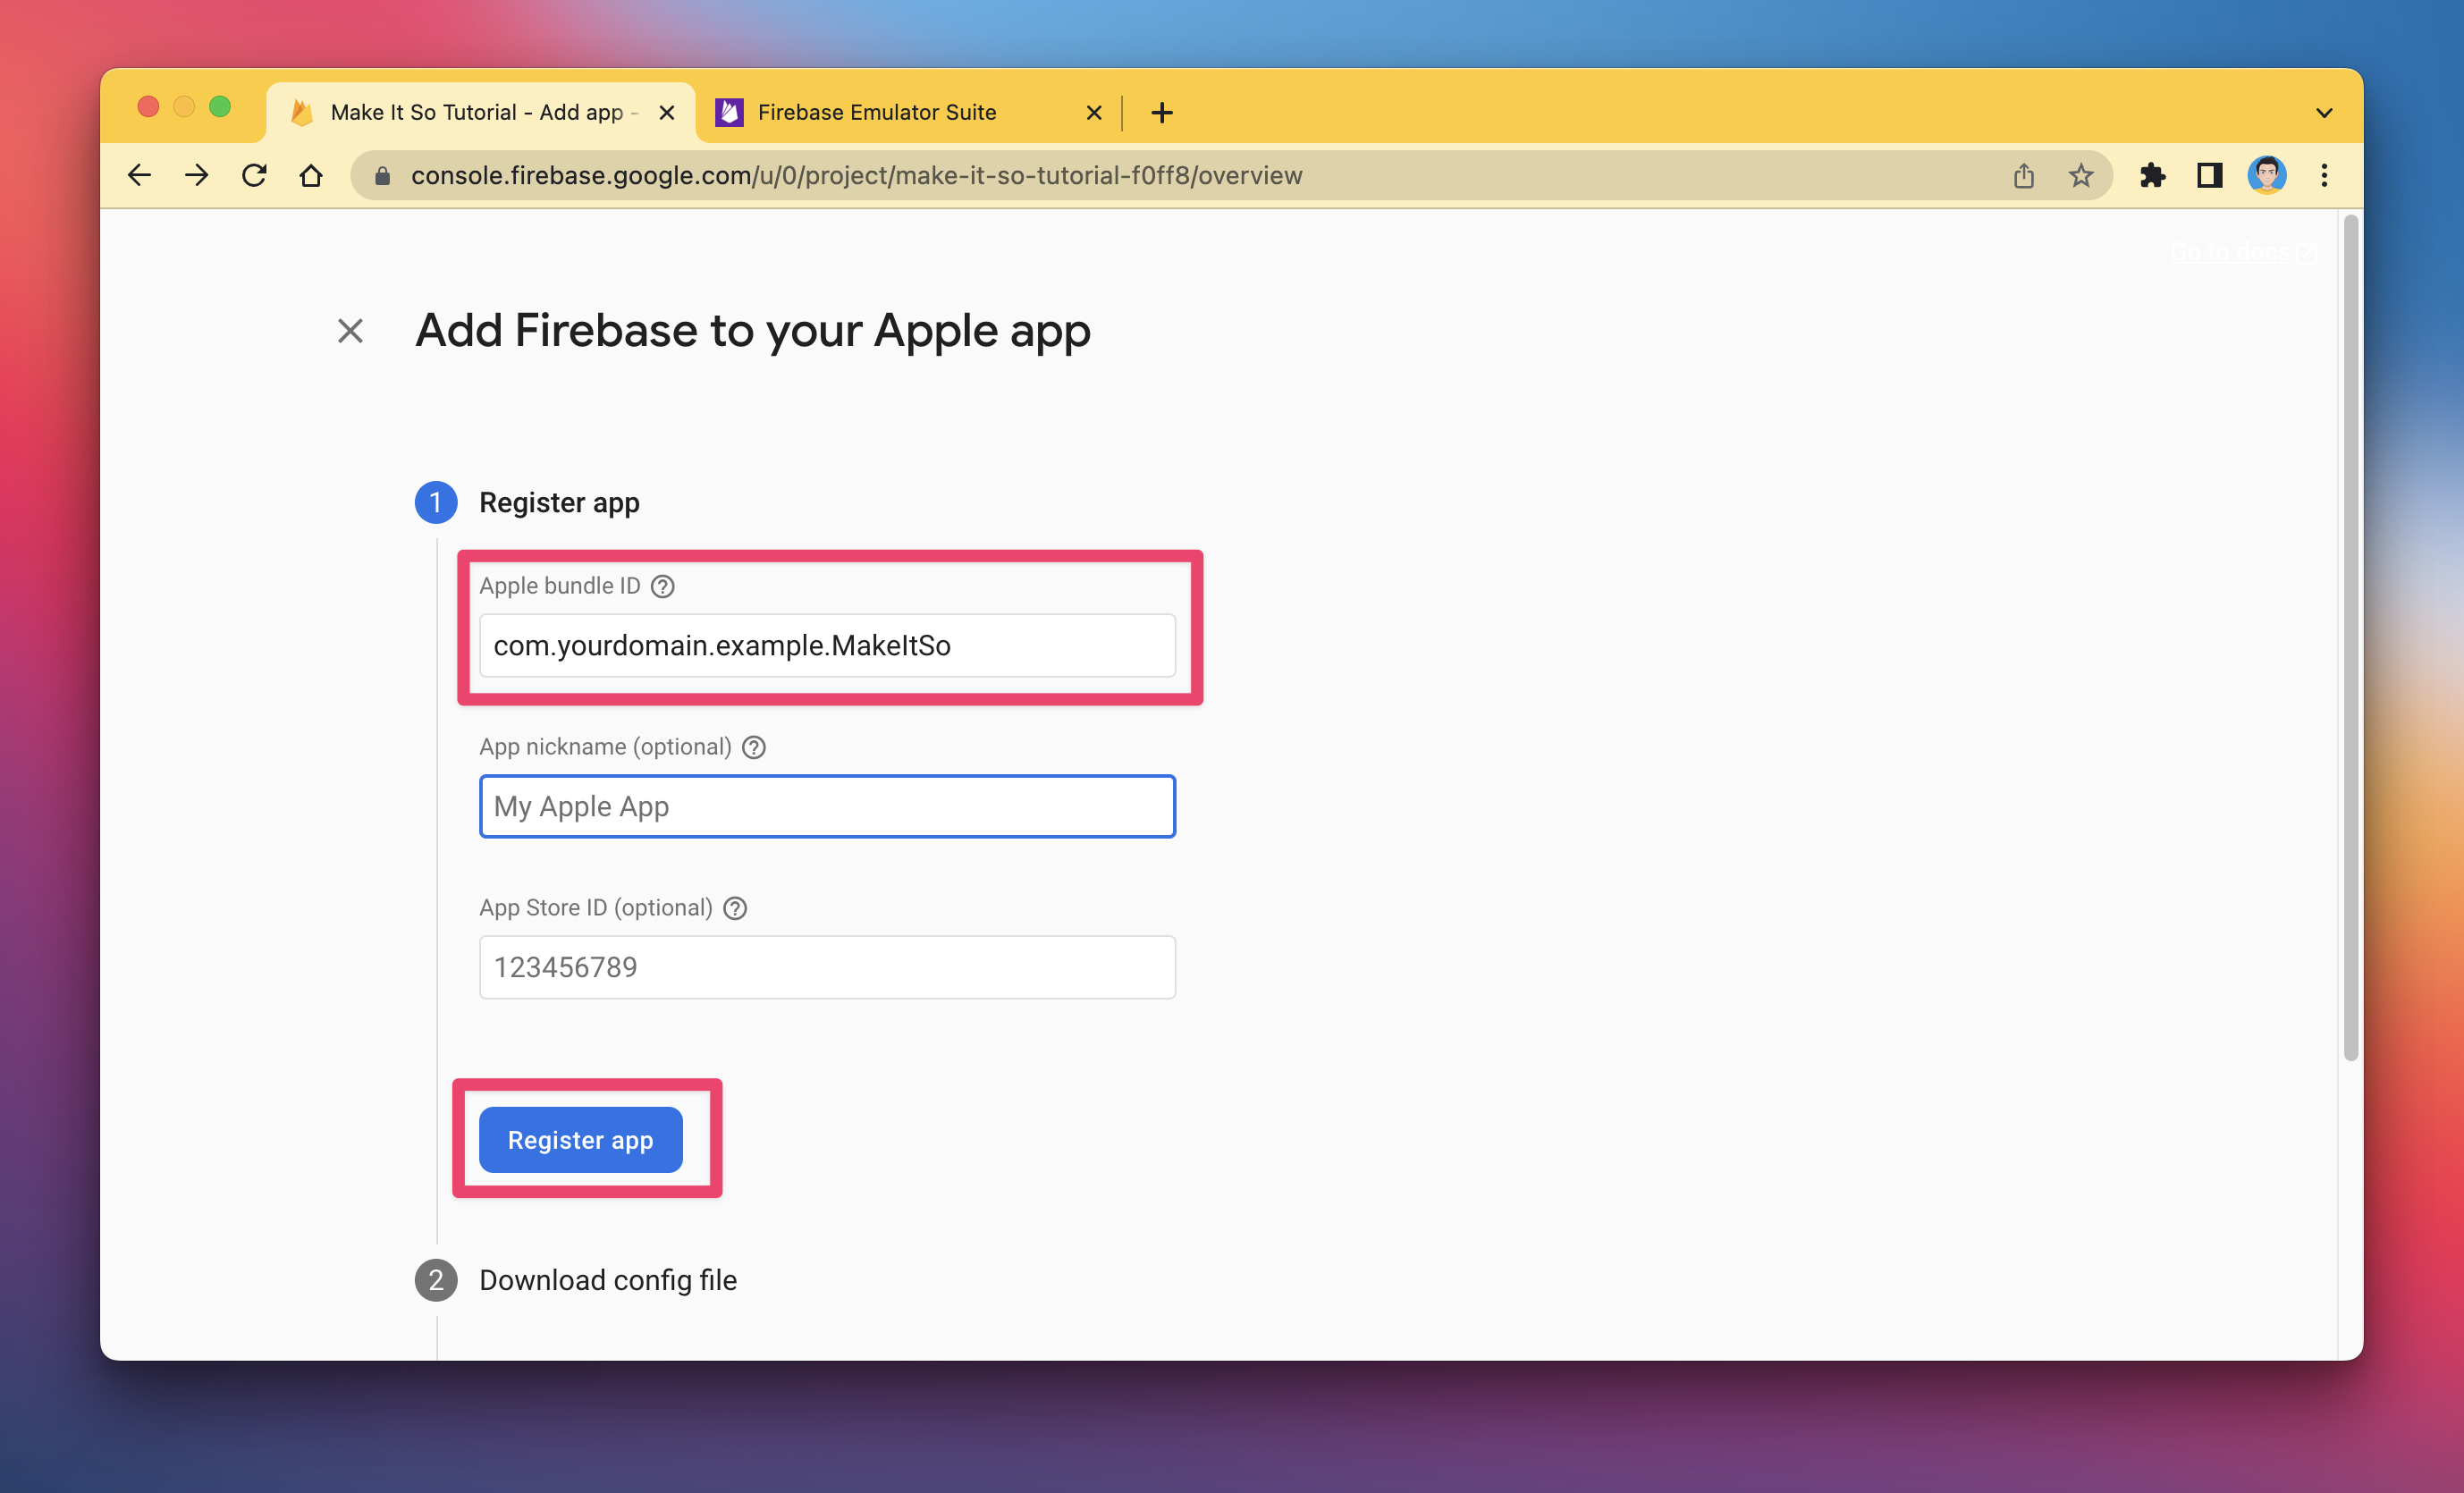 Make It So Tutorial - Add app -
Firebase Emulator Suite
console.firebase.google.com/u/0/project/make-it-so-tutorial-f0ff8/overview
Go to docs
Add Firebase to your Apple app
1 Register app
Apple bundle ID
com.yourdomain.example.MakeItSo
App nickname (optional)
My Apple App
App Store ID (optional)
123456789
Register app
2 Download config file